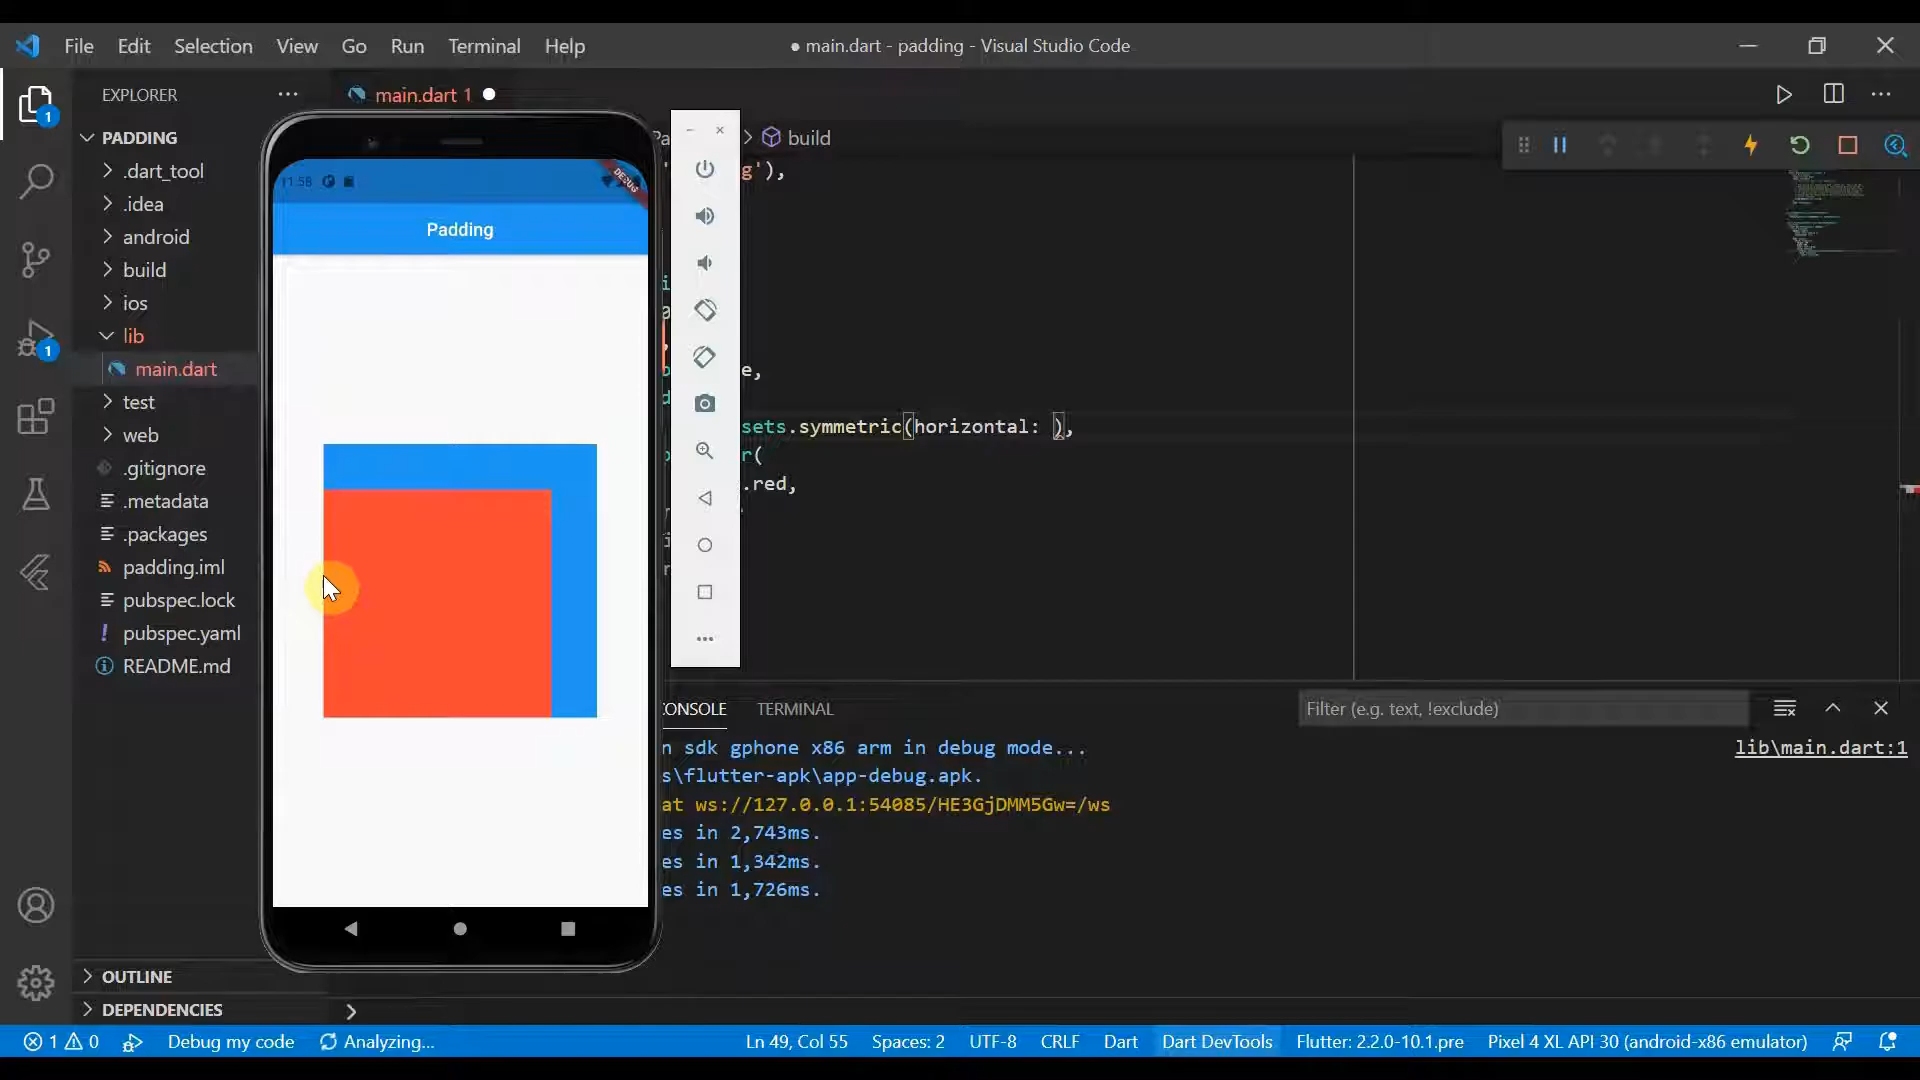 File Edit Selection View Go Run Terminal Help
● main.dart - padding - Visual Studio Code
EXPLORER
main.dart 1
PADDING
.dart_tool
.idea
android
build
ios
lib
main.dart
test
web
.gitignore
.metadata
.packages
padding.iml
pubspec.lock
pubspec.yaml
README.md
OUTLINE
DEPENDENCIES
1
1
11:58
DEBUG
Padding
build
g'),
e,
sets.symmetric(horizontal: ),
r(
.red,
CONSOLE TERMINAL
Filter (e.g. text, !exclude)
n sdk gphone x86 arm in debug mode...
lib\main.dart:1
s\flutter-apk\app-debug.apk.
at ws://127.0.0.1:54085/HE3GjDMM5Gw=/ws
es in 2,743ms.
es in 1,342ms.
es in 1,726ms.
1 0 Debug my code Analyzing... Ln 49, Col 55 Spaces: 2 UTF-8 CRLF Dart Dart DevTools Flutter: 2.2.0-10.1.pre Pixel 4 XL API 30 (android-x86 emulator)